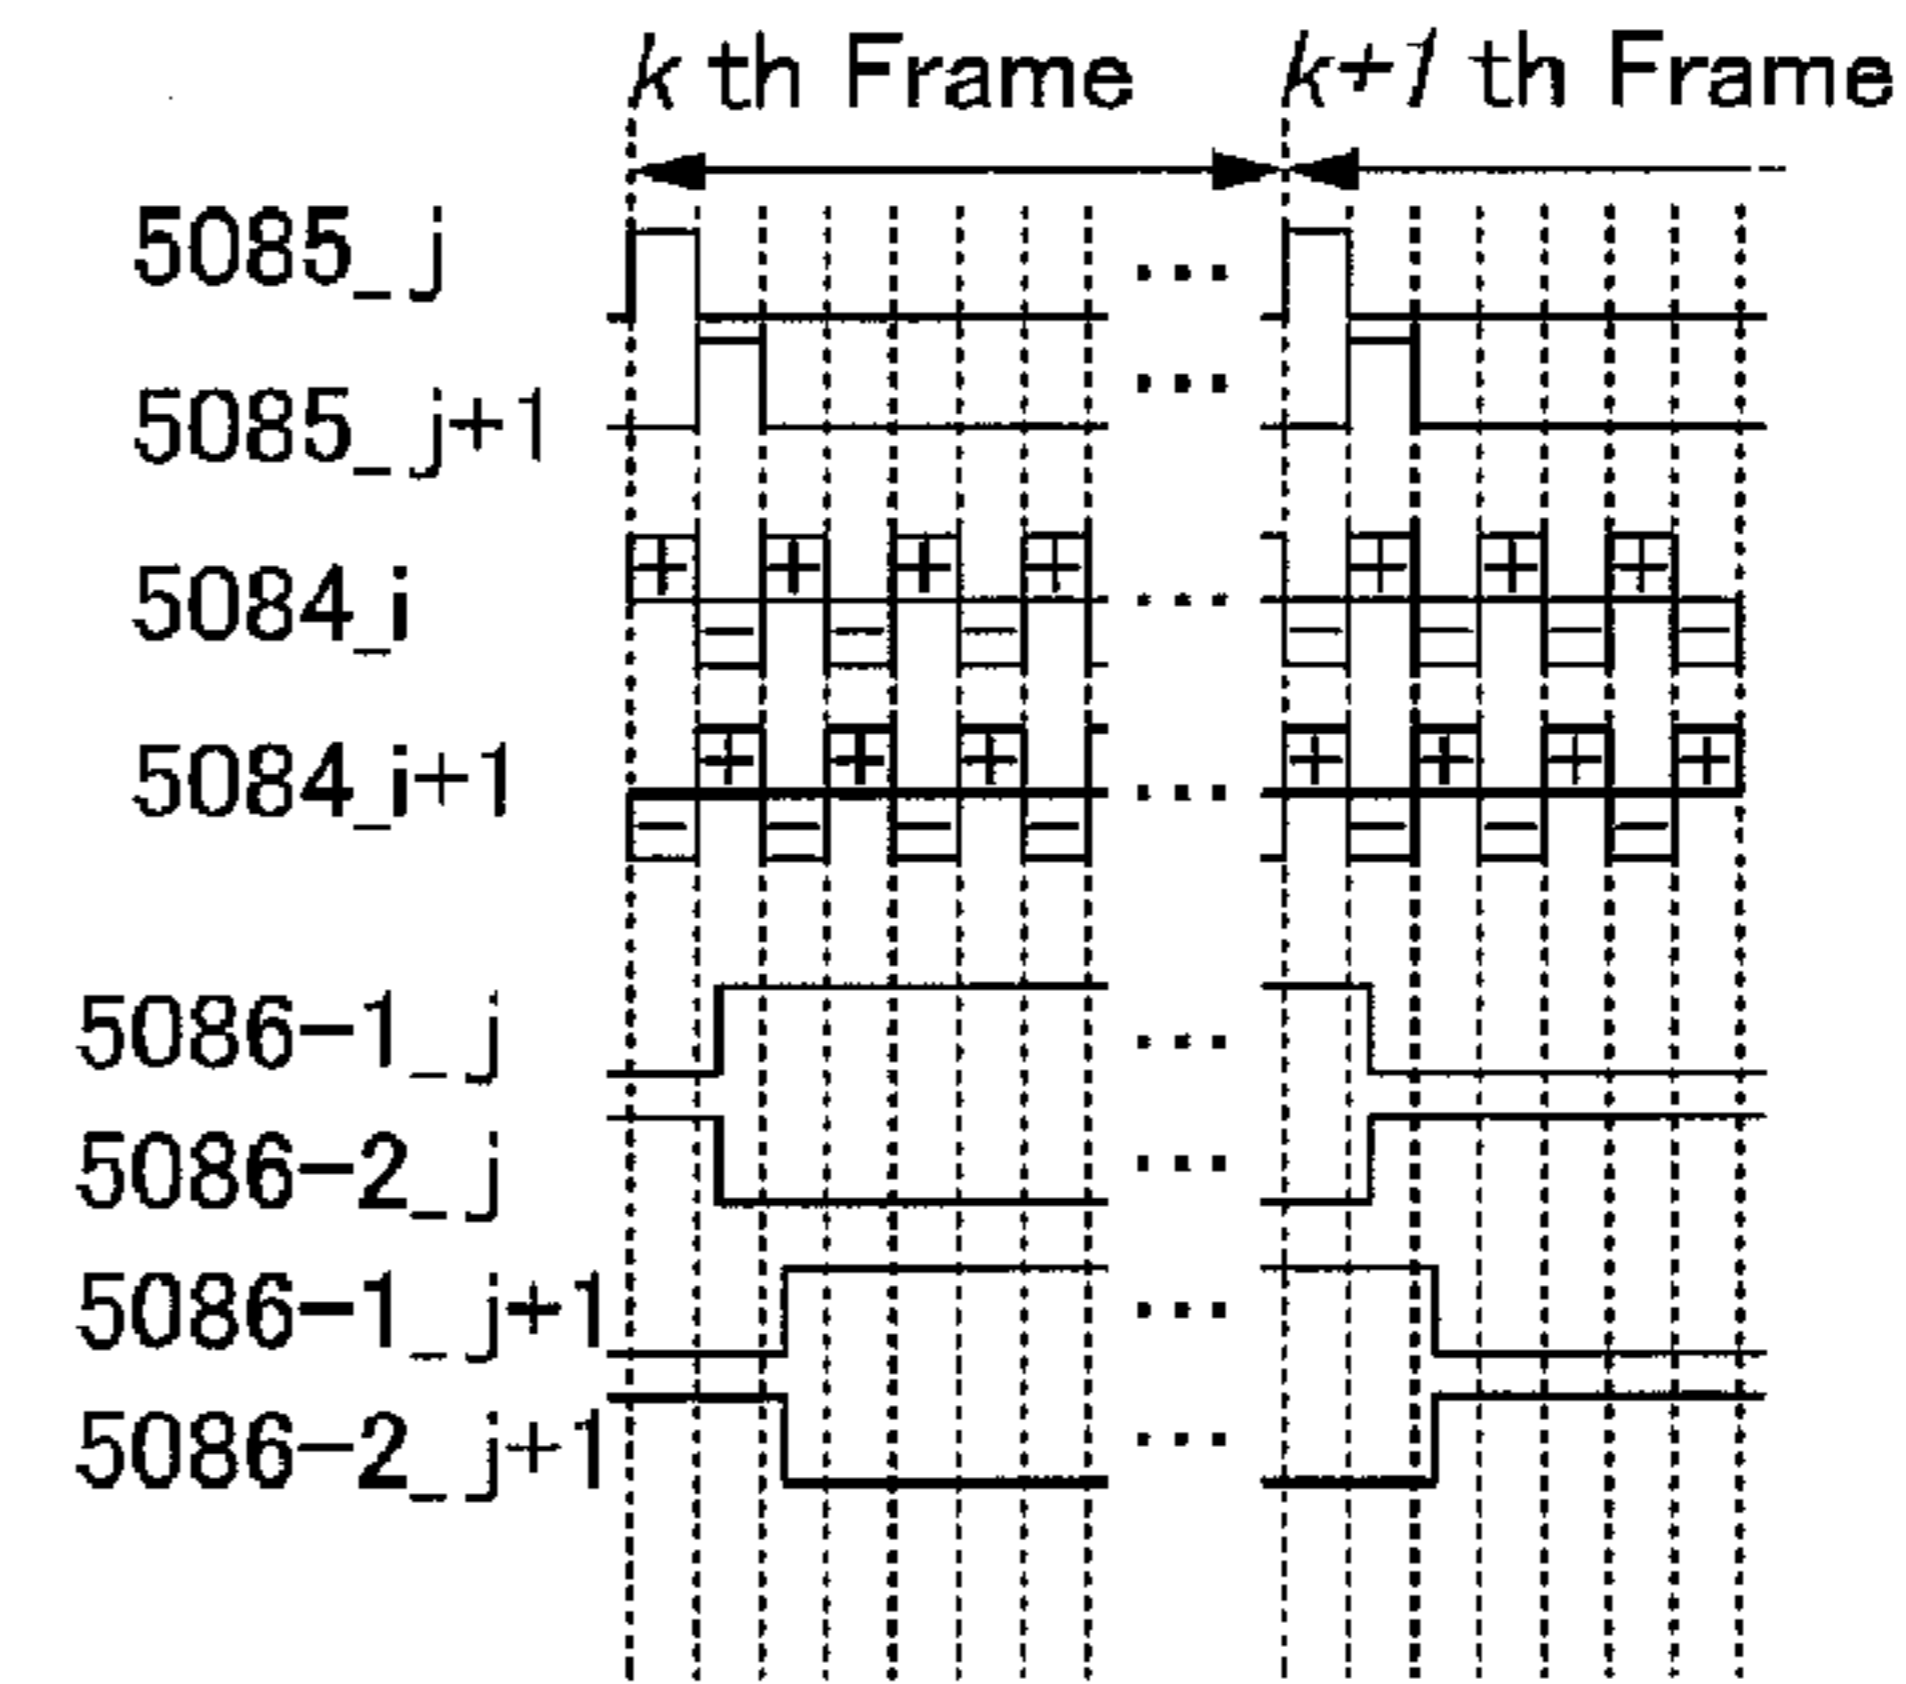 k th Frame k+1 th Frame
5085_j
...
5085_j+1
...
5084_i
+ - + - + - + ... - + - + - + -
5084_i+1
- + - + - + - ... + - + - + - +
5086-1_j
...
5086-2_j
...
5086-1_j+1
...
5086-2_j+1
...